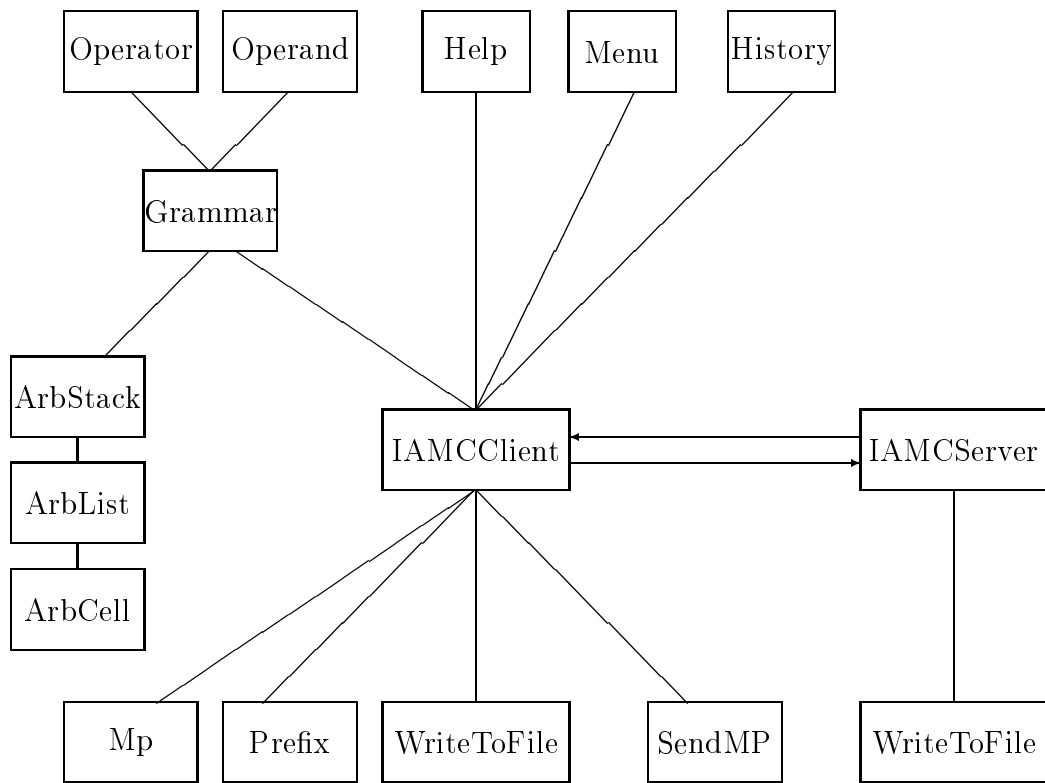 Operator
Operand
Help
Menu
History
Grammar
ArbStack
IAMCClient
IAMCServer
ArbList
ArbCell
Mp
Prefix
WriteToFile
SendMP
WriteToFile